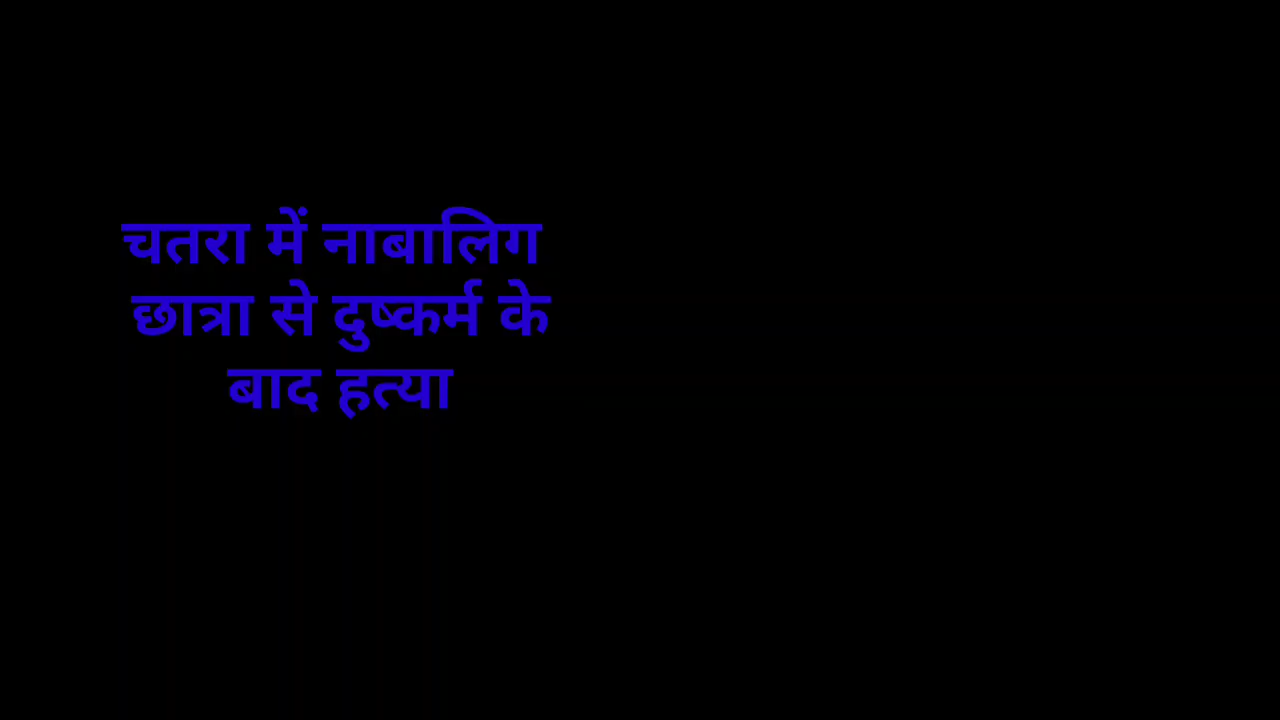 चतरा में नाबालिग
छात्रा से दुष्कर्म के
बाद हत्या